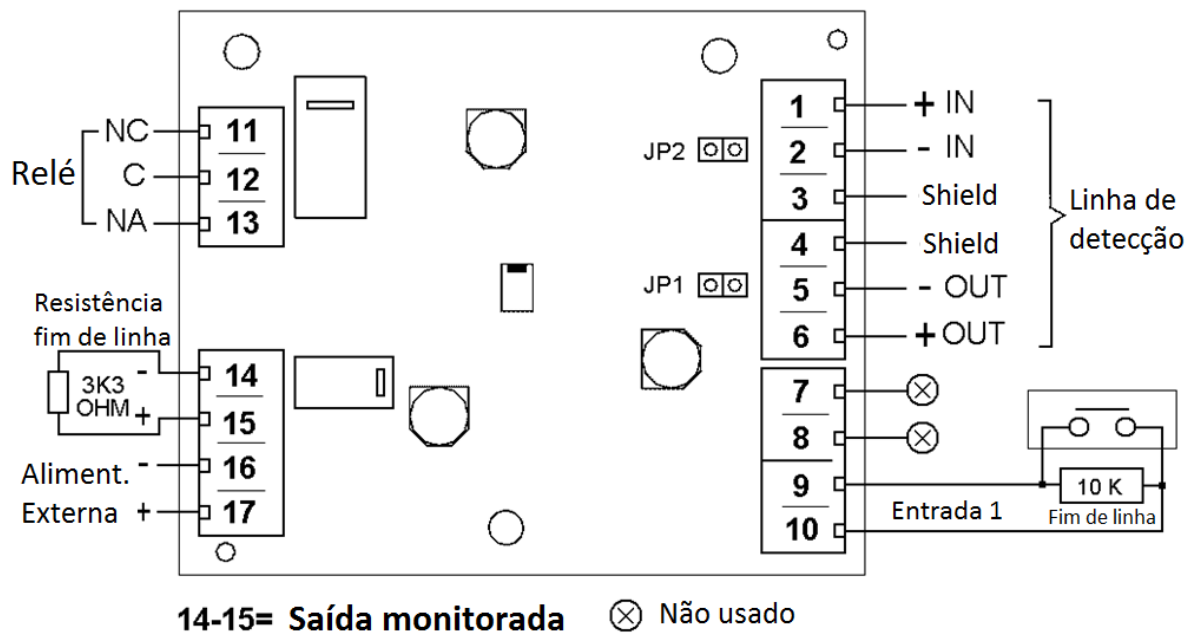 Relé
NC
C
NA
11
12
13
Resistência
fim de linha
3K3
OHM
-
+
14
15
16
17
Aliment. -
Externa +
JP2
JP1
1
2
3
4
5
6
7
8
9
10
+ IN
- IN
Shield
Shield
- OUT
+ OUT
Linha de
detecção
Entrada 1
10 K
Fim de linha
14-15= Saída monitorada
Não usado